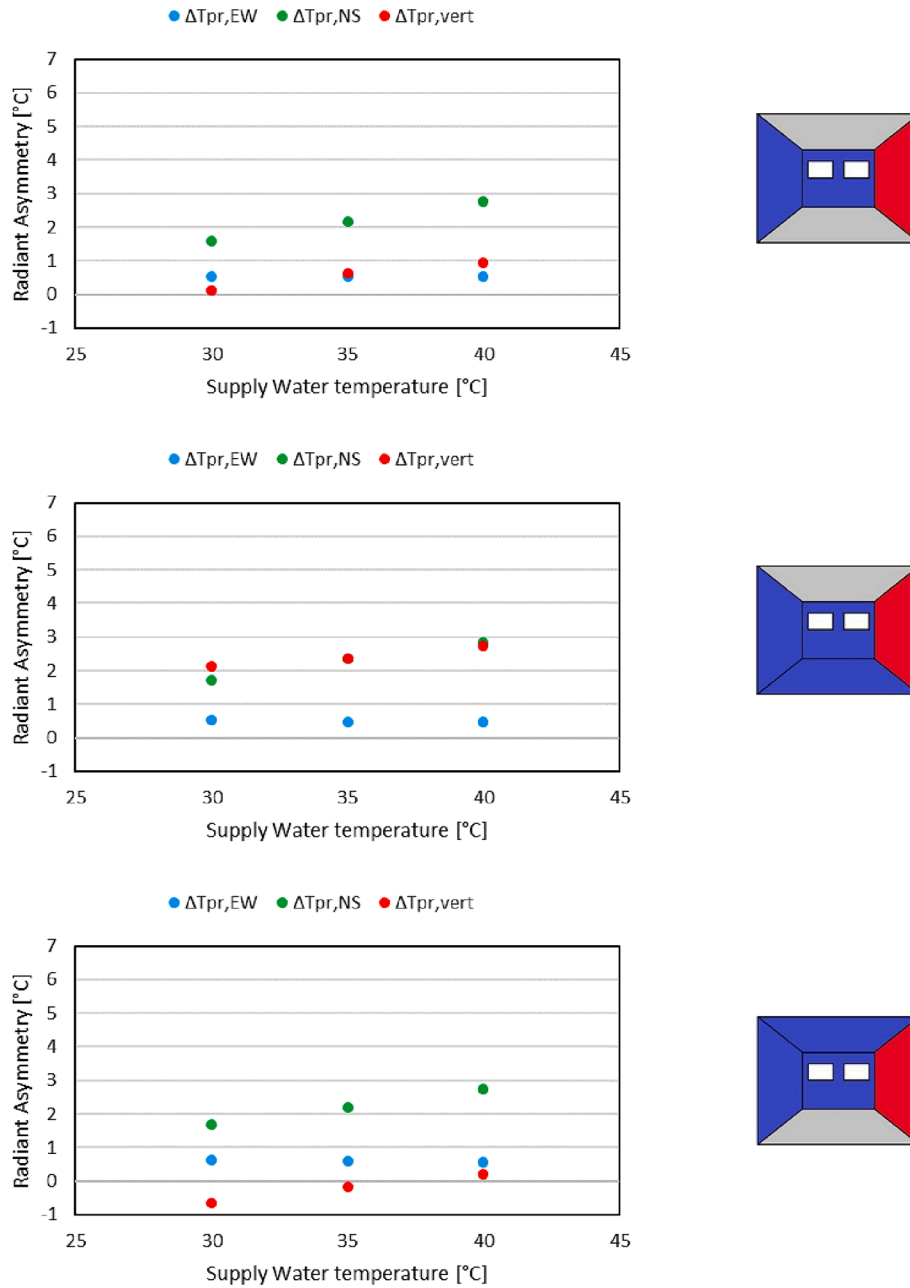 ΔTpr,EW ΔTpr,NS ΔTpr,vert
7
6
5
4
3
2
1
0
-1
Radiant Asymmetry [°C]
25 30 35 40 45
Supply Water temperature [°C]
ΔTpr,EW ΔTpr,NS ΔTpr,vert
7
6
5
4
3
2
1
0
-1
Radiant Asymmetry [°C]
25 30 35 40 45
Supply Water temperature [°C]
ΔTpr,EW ΔTpr,NS ΔTpr,vert
7
6
5
4
3
2
1
0
-1
Radiant Asymmetry [°C]
25 30 35 40 45
Supply Water temperature [°C]